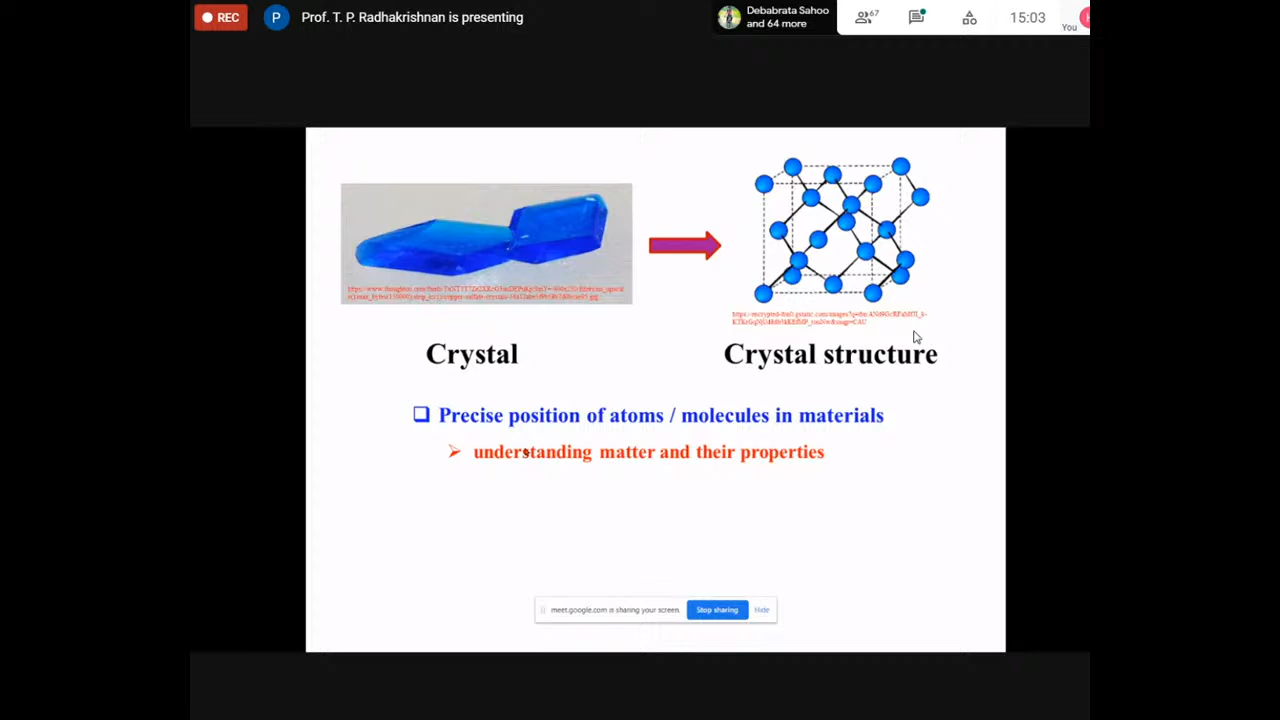 REC
P
Prof. T. P. Radhakrishnan is presenting
Debabrata Sahoo
and 64 more
67
15:03
You
Crystal
Crystal structure
Precise position of atoms / molecules in materials
understanding matter and their properties
meet.google.com is sharing your screen.
Stop sharing
Hide